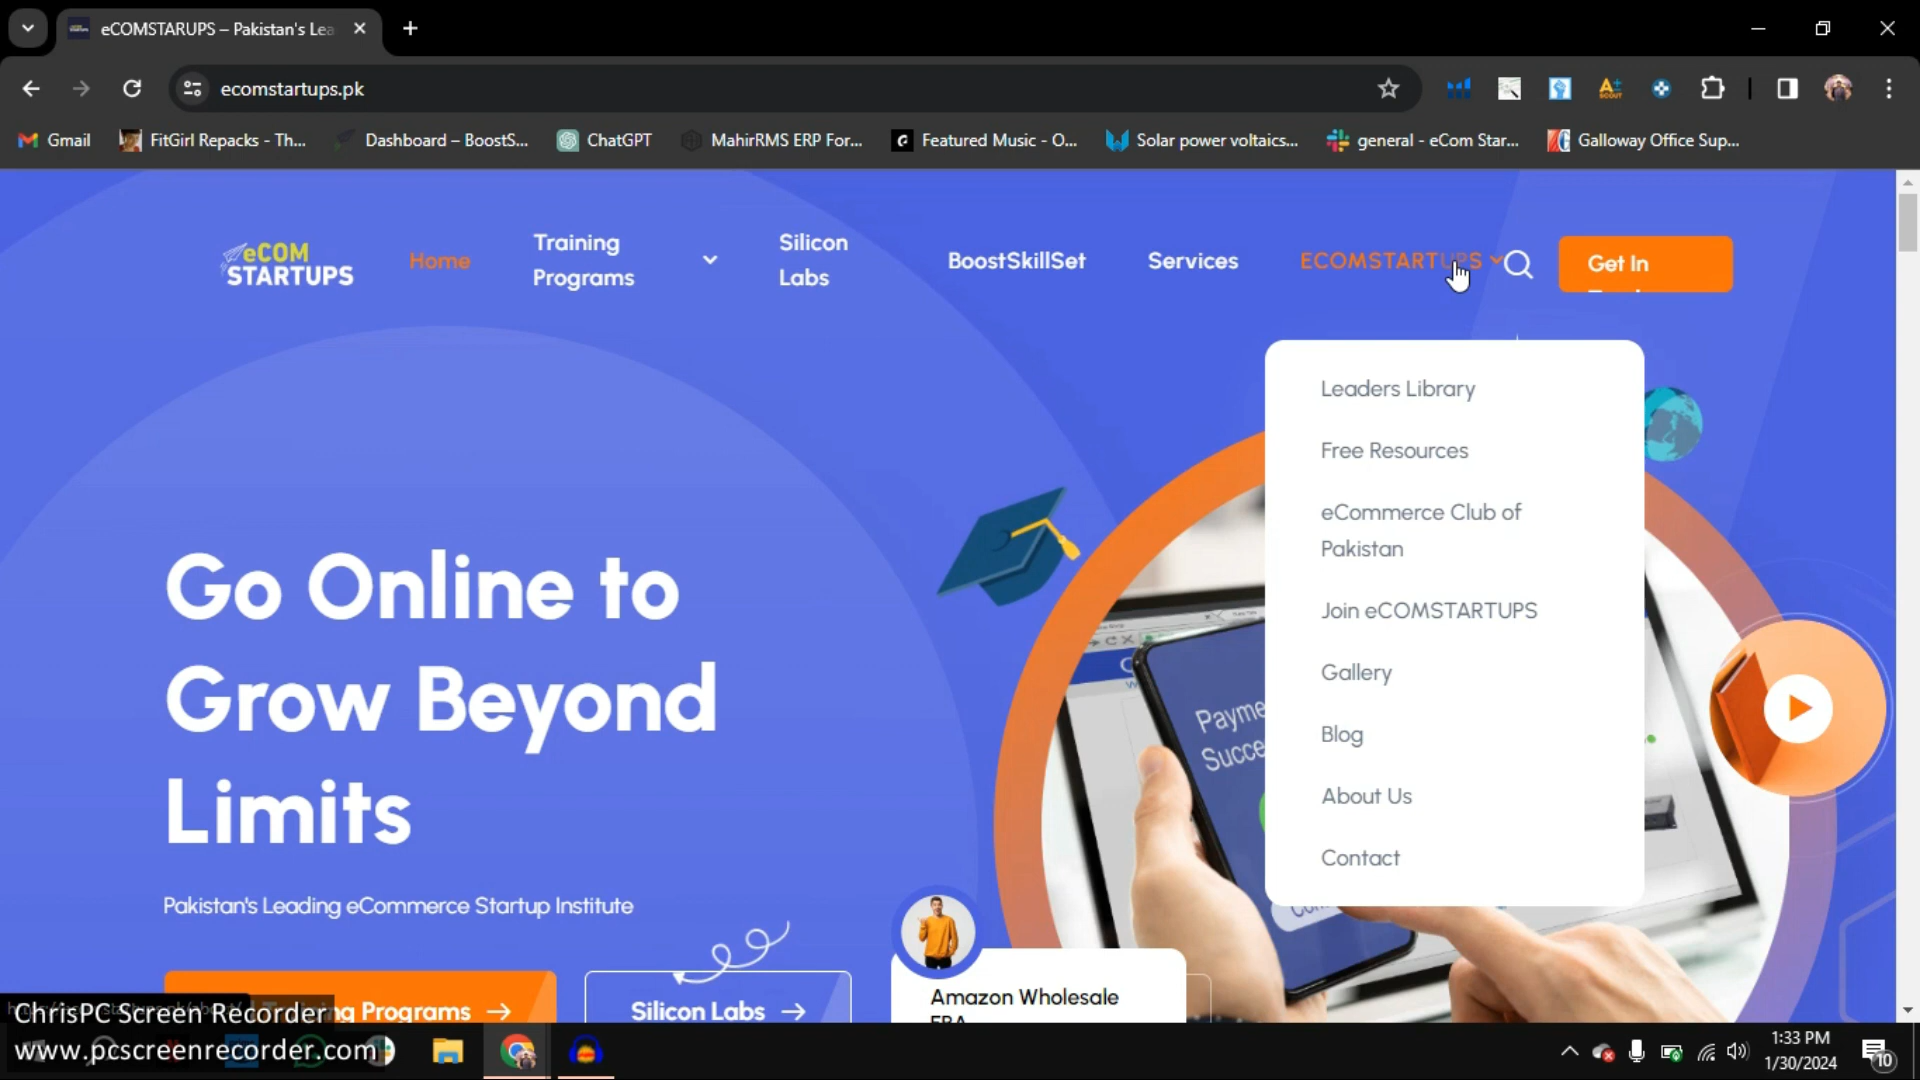 eCOMSTARUPS – Pakistan's Lea
ecomstartups.pk
Gmail
FitGirl Repacks - Th...
Dashboard – BoostS...
ChatGPT
MahirRMS ERP For...
Featured Music - O...
Solar power voltaics...
general - eCom Star...
Galloway Office Sup...
eCOM
STARTUPS
Home
Training
Programs
Silicon
Labs
BoostSkillSet
Services
ECOMSTARTUPS
Get In
Leaders Library
Free Resources
eCommerce Club of
Pakistan
Join eCOMSTARTUPS
Gallery
Blog
About Us
Contact
Go Online to
Grow Beyond
Limits
Pakistan's Leading eCommerce Startup Institute
Programs
Silicon Labs
Amazon Wholesale
FBA
ChrisPC Screen Recorder
www.pcscreenrecorder.com
1:33 PM
1/30/2024
10